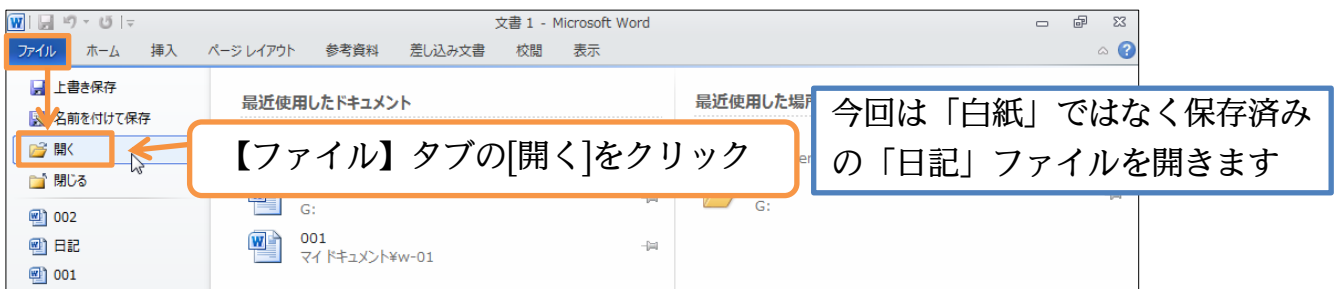 文書 1 - Microsoft Word
ファイル ホーム 挿入 ページ レイアウト 参考資料 差し込み文書 校閲 表示
上書き保存
名前を付けて保存
開く
閉じる
002
日記
001
最近使用したドキュメント
【ファイル】タブの[開く]をクリック
G:
001
マイ ドキュメント¥w-01
最近使用した場所
G:
今回は「白紙」ではなく保存済み
の「日記」ファイルを開きます